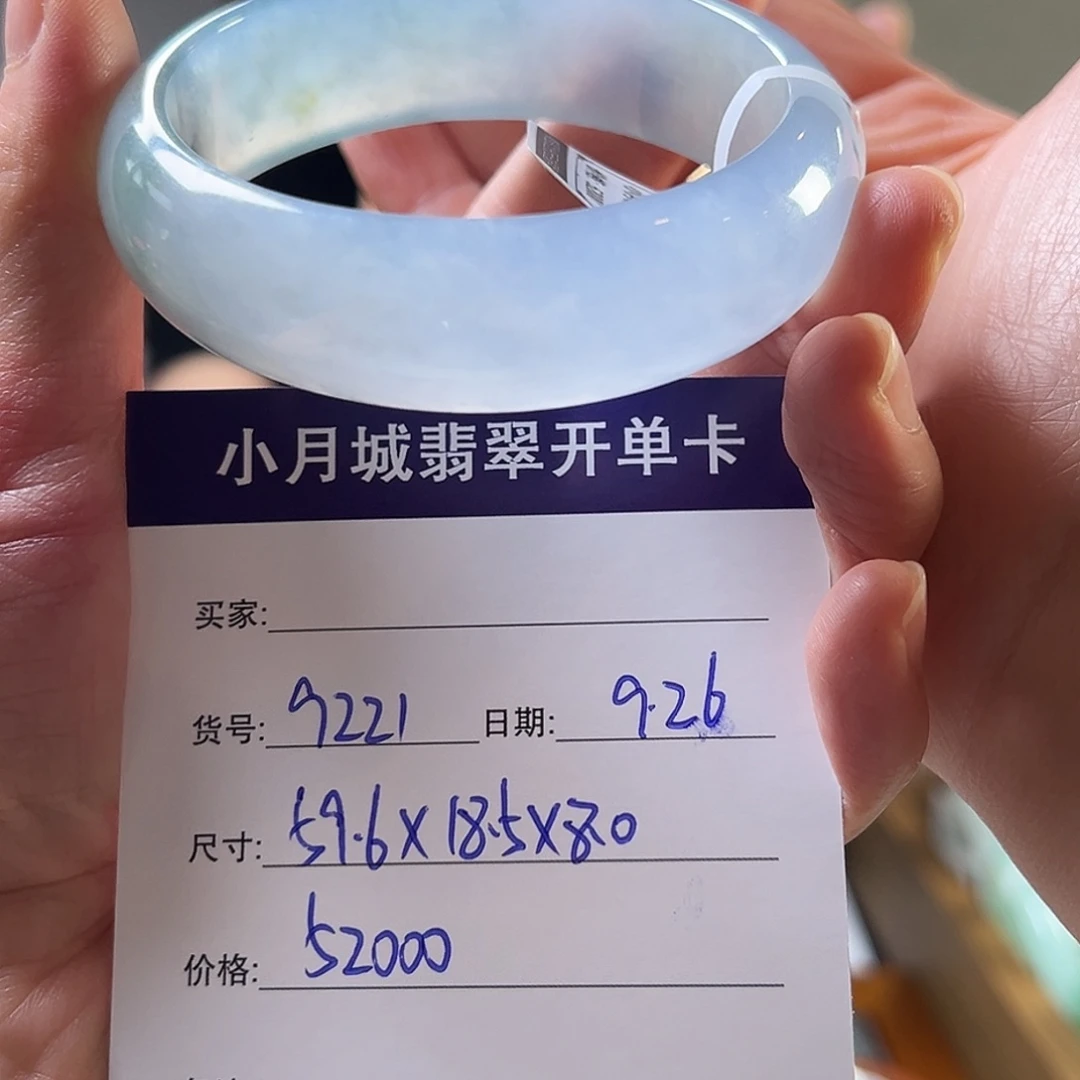 小月城翡翠开单卡
买家:
货号: 9221 日期: 9.26
尺寸: 59.6X18.5X8.0
价格: 52000